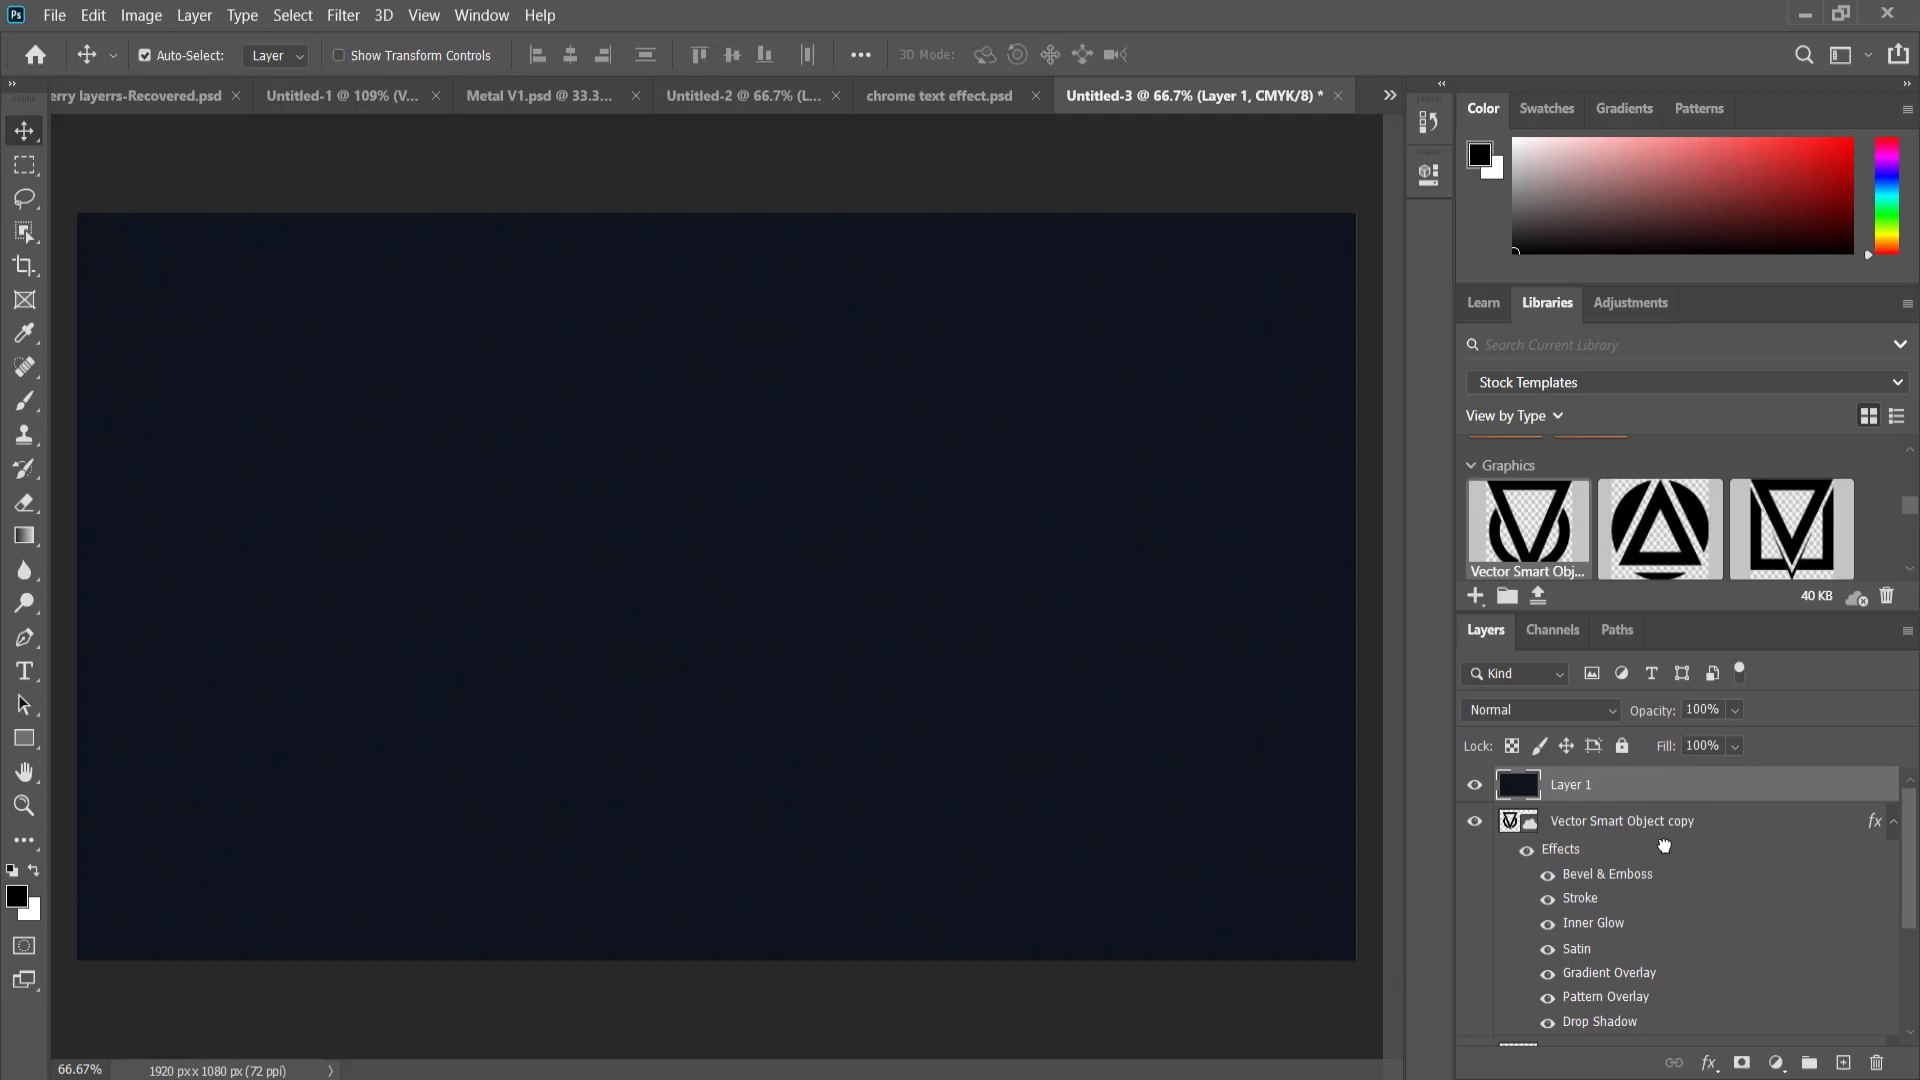 Ps File Edit Image Layer Type Select Filter 3D View Window Help
Auto-Select: Layer Show Transform Controls 3D Mode:
erry layerrs-Recovered.psd Untitled-1 @ 109% (V... Metal V1.psd @ 33.3... Untitled-2 @ 66.7% (L... chrome text effect.psd Untitled-3 @ 66.7% (Layer 1, CMYK/8) *
Color Swatches Gradients Patterns
Learn Libraries Adjustments
Search Current Library
Stock Templates
View by Type
Graphics
Vector Smart Obj...
40 KB
Layers Channels Paths
Kind
Normal Opacity: 100%
Lock: Fill: 100%
Layer 1
Vector Smart Object copy fx
Effects
Bevel & Emboss
Stroke
Inner Glow
Satin
Gradient Overlay
Pattern Overlay
Drop Shadow
fx
66.67% 1920 px x 1080 px (72 ppi)